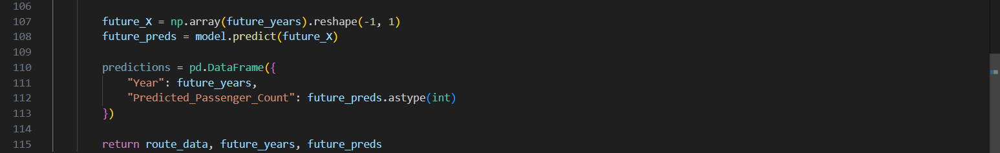 106
107 future_X = np.array(future_years).reshape(-1, 1)
108 future_preds = model.predict(future_X)
109
110 predictions = pd.DataFrame({
111 "Year": future_years,
112 "Predicted_Passenger_Count": future_preds.astype(int)
113 })
114
115 return route_data, future_years, future_preds